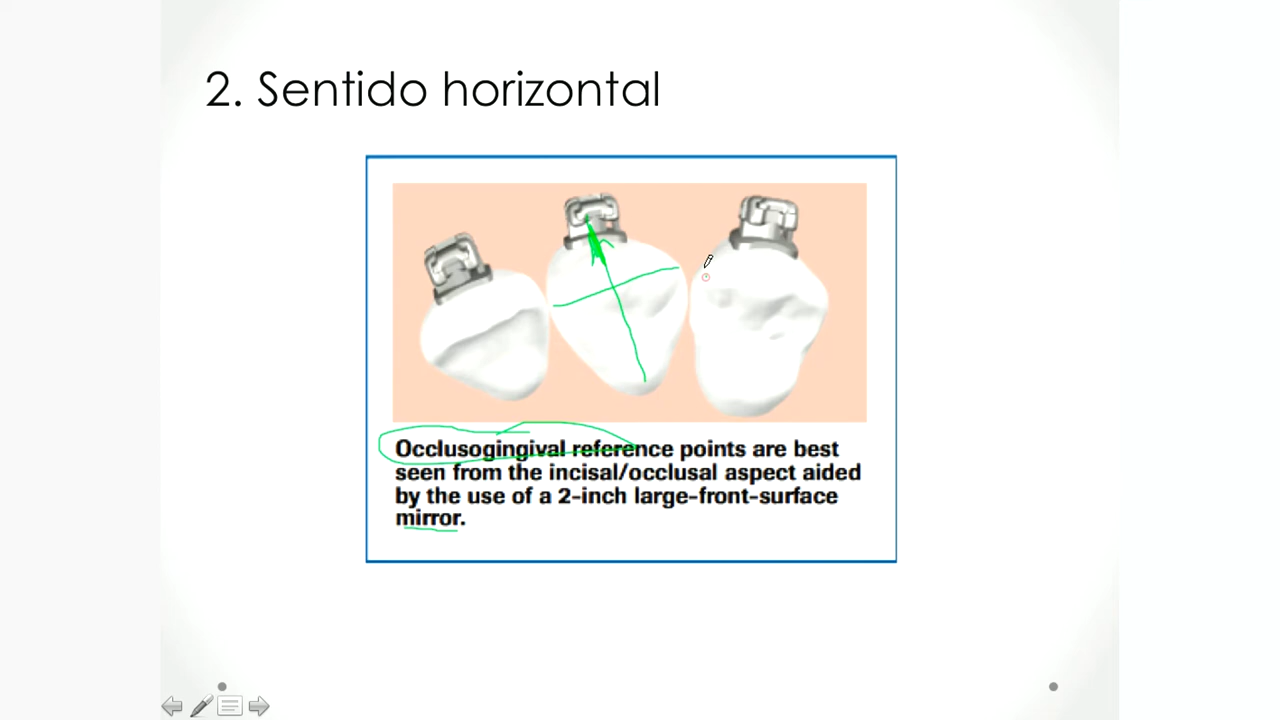 2. Sentido horizontal
Occlusogingival reference points are best
seen from the incisal/occlusal aspect aided
by the use of a 2-inch large-front-surface
mirror.